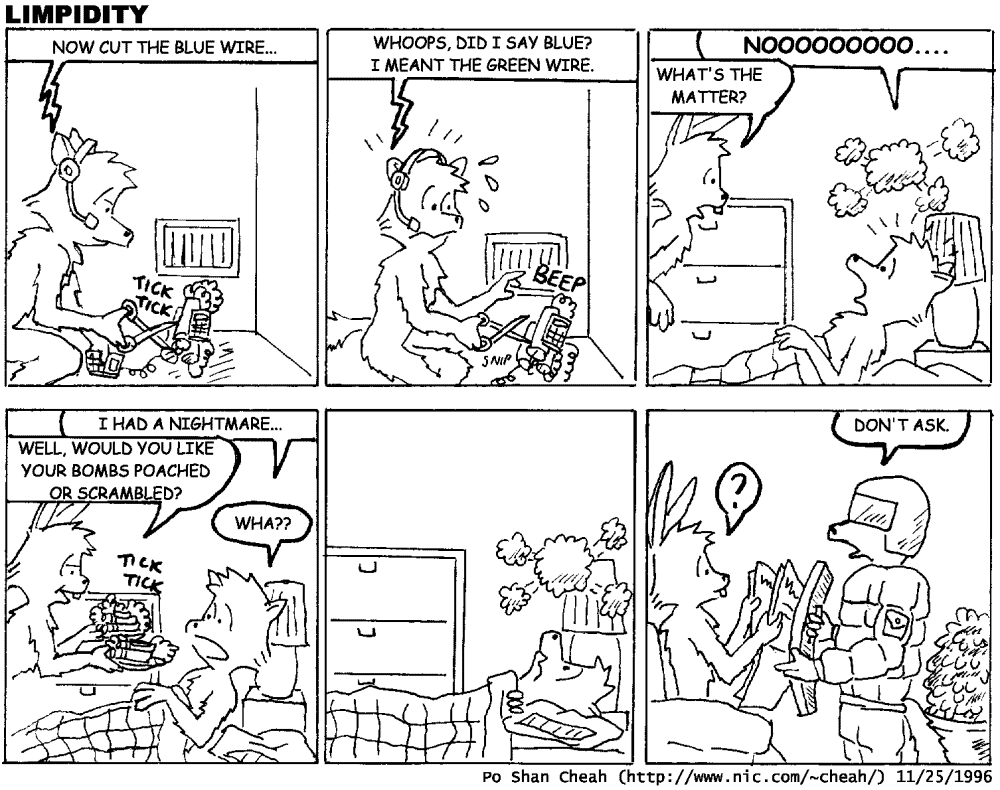 LIMPIDITY
NOW CUT THE BLUE WIRE...
TICK
TICK
WHOOPS, DID I SAY BLUE?
I MEANT THE GREEN WIRE.
BEEP
SNIP
NOOOOOOOOO....
WHAT'S THE
MATTER?
I HAD A NIGHTMARE...
WELL, WOULD YOU LIKE
YOUR BOMBS POACHED
OR SCRAMBLED?
WHA??
TICK
TICK
?
DON'T ASK.
Po Shan Cheah (http://www.nic.com/~cheah/) 11/25/1996